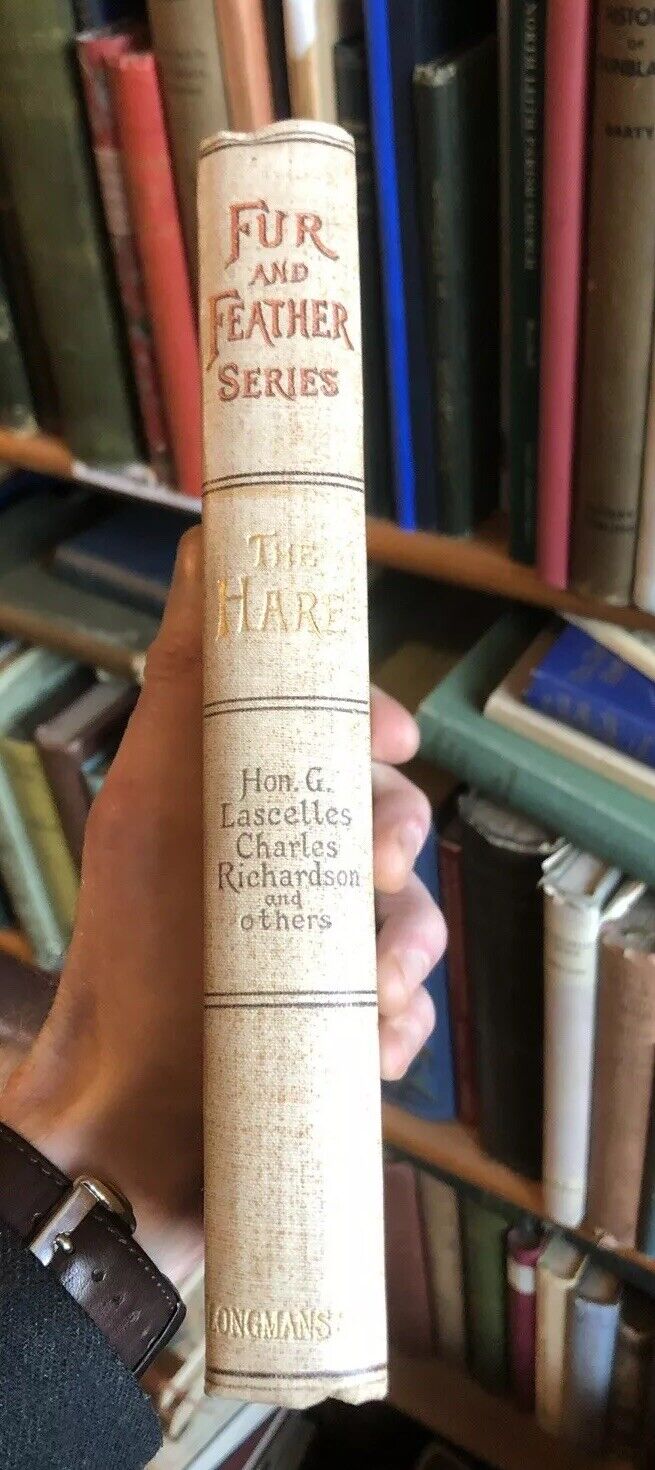 FUR
AND
FEATHER
SERIES
THE
HARE
Hon. G.
Lascelles
Charles
Richardson
and
others
LONGMANS